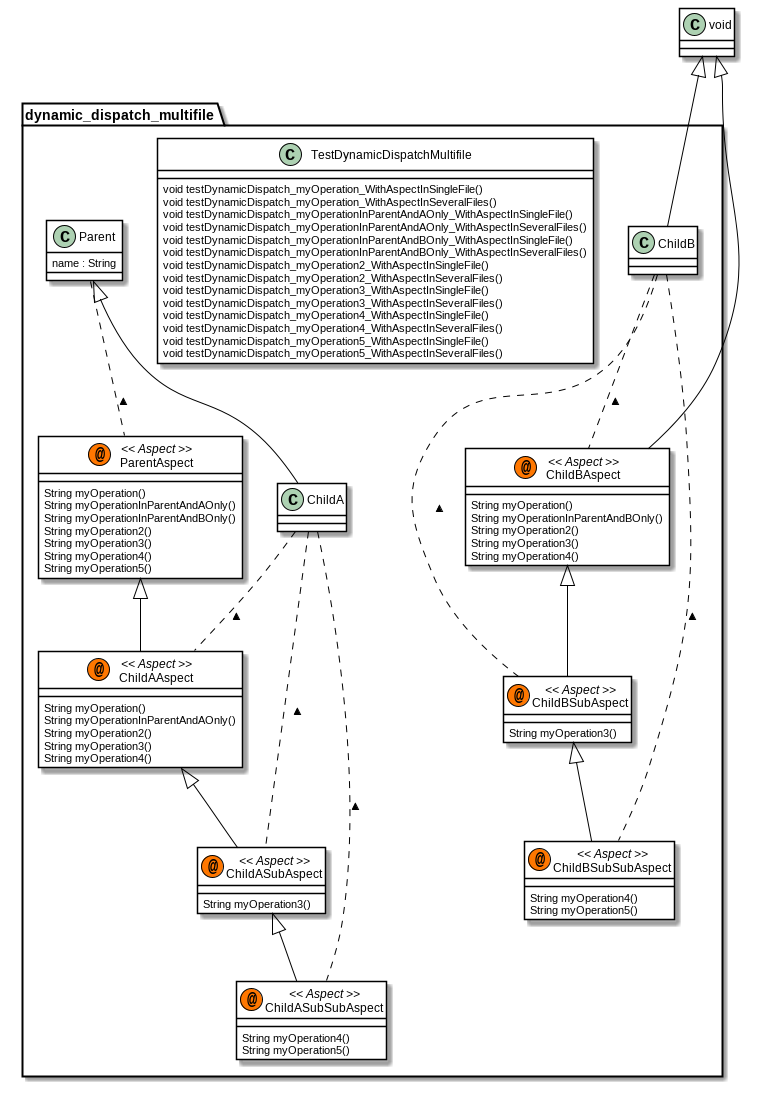 C void
dynamic_dispatch_multifile
C TestDynamicDispatchMultifile
void testDynamicDispatch_myOperation_WithAspectInSingleFile()
void testDynamicDispatch_myOperation_WithAspectInSeveralFiles()
void testDynamicDispatch_myOperationInParentAndAOnly_WithAspectInSingleFile()
void testDynamicDispatch_myOperationInParentAndAOnly_WithAspectInSeveralFiles()
void testDynamicDispatch_myOperationInParentAndBOnly_WithAspectInSingleFile()
void testDynamicDispatch_myOperationInParentAndBOnly_WithAspectInSeveralFiles()
void testDynamicDispatch_myOperation2_WithAspectInSingleFile()
void testDynamicDispatch_myOperation2_WithAspectInSeveralFiles()
void testDynamicDispatch_myOperation3_WithAspectInSingleFile()
void testDynamicDispatch_myOperation3_WithAspectInSeveralFiles()
void testDynamicDispatch_myOperation4_WithAspectInSingleFile()
void testDynamicDispatch_myOperation4_WithAspectInSeveralFiles()
void testDynamicDispatch_myOperation5_WithAspectInSingleFile()
void testDynamicDispatch_myOperation5_WithAspectInSeveralFiles()
C Parent
name : String
C ChildB
@ << Aspect >>
ParentAspect
String myOperation()
String myOperationInParentAndAOnly()
String myOperationInParentAndBOnly()
String myOperation2()
String myOperation3()
String myOperation4()
String myOperation5()
C ChildA
@ << Aspect >>
ChildBAspect
String myOperation()
String myOperationInParentAndBOnly()
String myOperation2()
String myOperation3()
String myOperation4()
@ << Aspect >>
ChildAAspect
String myOperation()
String myOperationInParentAndAOnly()
String myOperation2()
String myOperation3()
String myOperation4()
@ << Aspect >>
ChildBSubAspect
String myOperation3()
@ << Aspect >>
ChildASubAspect
String myOperation3()
@ << Aspect >>
ChildBSubSubAspect
String myOperation4()
String myOperation5()
@ << Aspect >>
ChildASubSubAspect
String myOperation4()
String myOperation5()